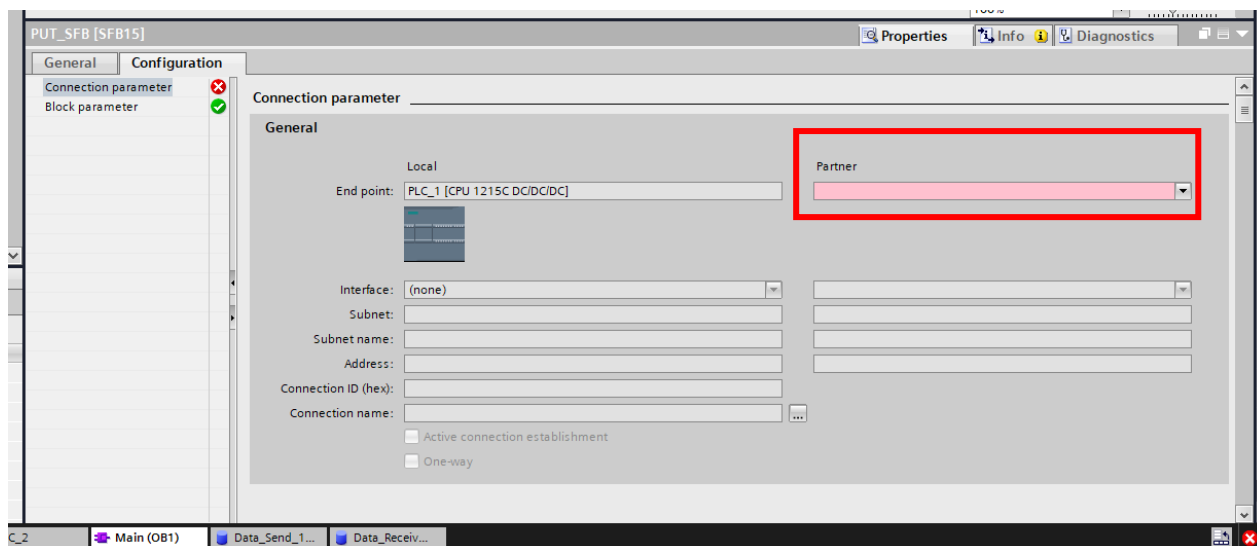 100%
PUT_SFB [SFB15]
Properties
Info
Diagnostics
General
Configuration
Connection parameter
Block parameter
Connection parameter
General
Local
Partner
End point:
PLC_1 [CPU 1215C DC/DC/DC]
Interface:
(none)
Subnet:
Subnet name:
Address:
Connection ID (hex):
Connection name:
...
Active connection establishment
One-way
C_2
Main (OB1)
Data_Send_1...
Data_Receiv...